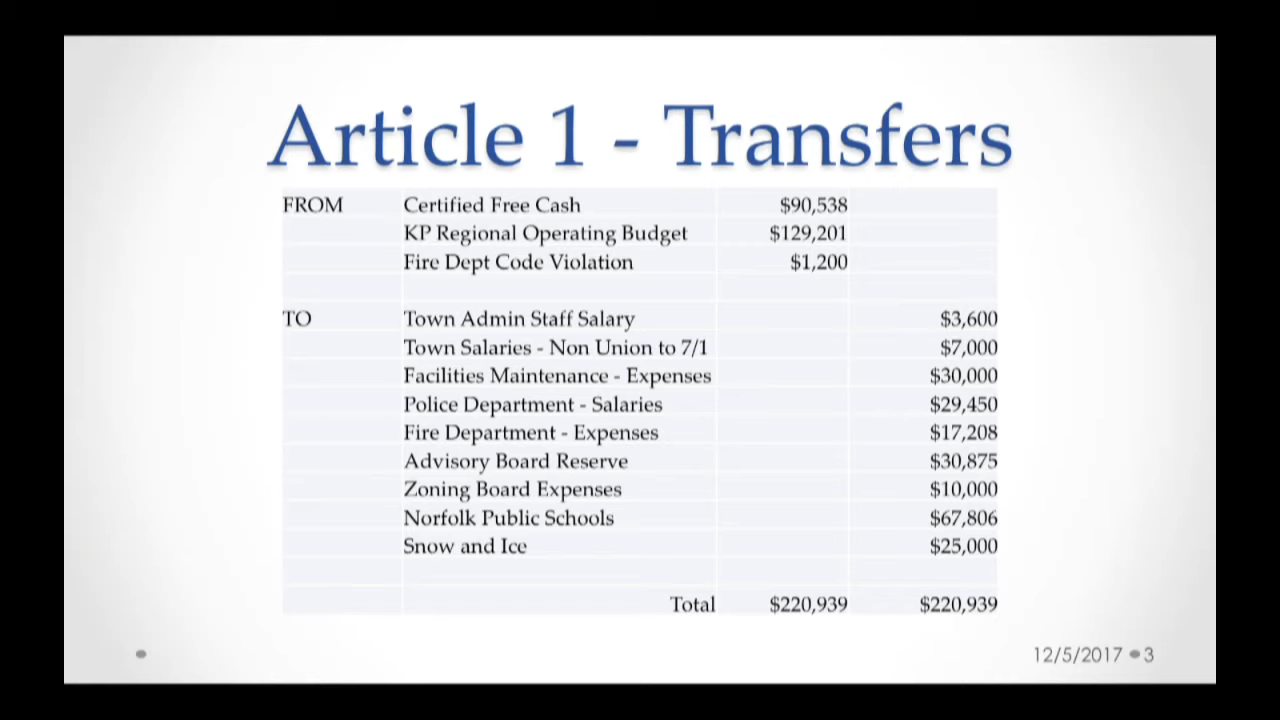 Article 1 - Transfers
FROM Certified Free Cash $90,538
KP Regional Operating Budget $129,201
Fire Dept Code Violation $1,200
TO Town Admin Staff Salary $3,600
Town Salaries - Non Union to 7/1 $7,000
Facilities Maintenance - Expenses $30,000
Police Department - Salaries $29,450
Fire Department - Expenses $17,208
Advisory Board Reserve $30,875
Zoning Board Expenses $10,000
Norfolk Public Schools $67,806
Snow and Ice $25,000
Total $220,939 $220,939
12/5/2017 3